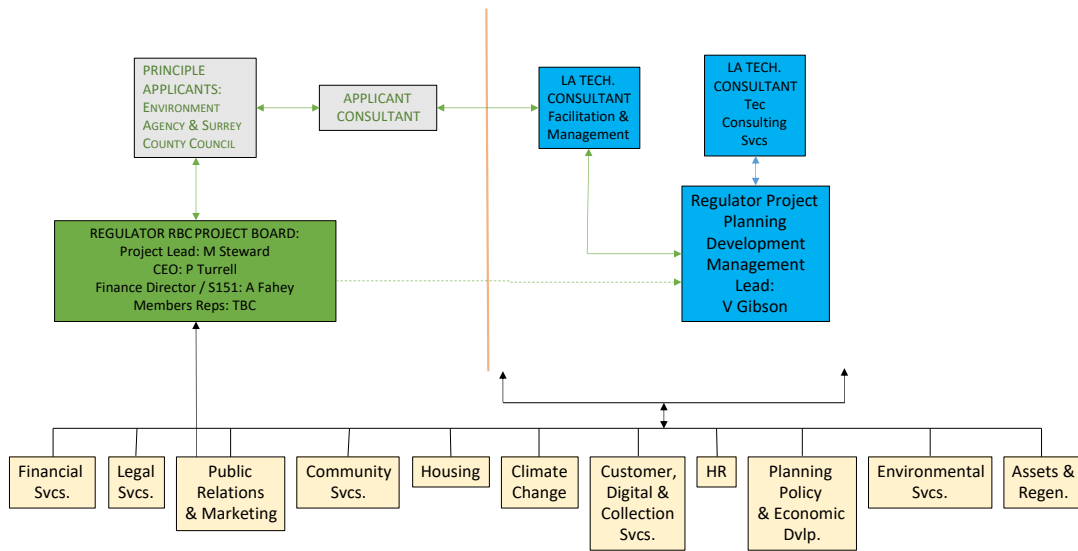 PRINCIPLE
APPLICANTS:
ENVIRONMENT
AGENCY & SURREY
COUNTY COUNCIL
APPLICANT
CONSULTANT
LA TECH.
CONSULTANT
Facilitation &
Management
LA TECH.
CONSULTANT
Tec
Consulting
Svcs
REGULATOR RBC PROJECT BOARD:
Project Lead: M Steward
CEO: P Turrell
Finance Director / S151: A Fahey
Members Reps: TBC
Regulator Project
Planning
Development
Management
Lead:
V Gibson
Financial
Svcs.
Legal
Svcs.
Public
Relations
& Marketing
Community
Svcs.
Housing
Climate
Change
Customer,
Digital &
Collection
Svcs.
HR
Planning
Policy
& Economic
Dvlp.
Environmental
Svcs.
Assets &
Regen.